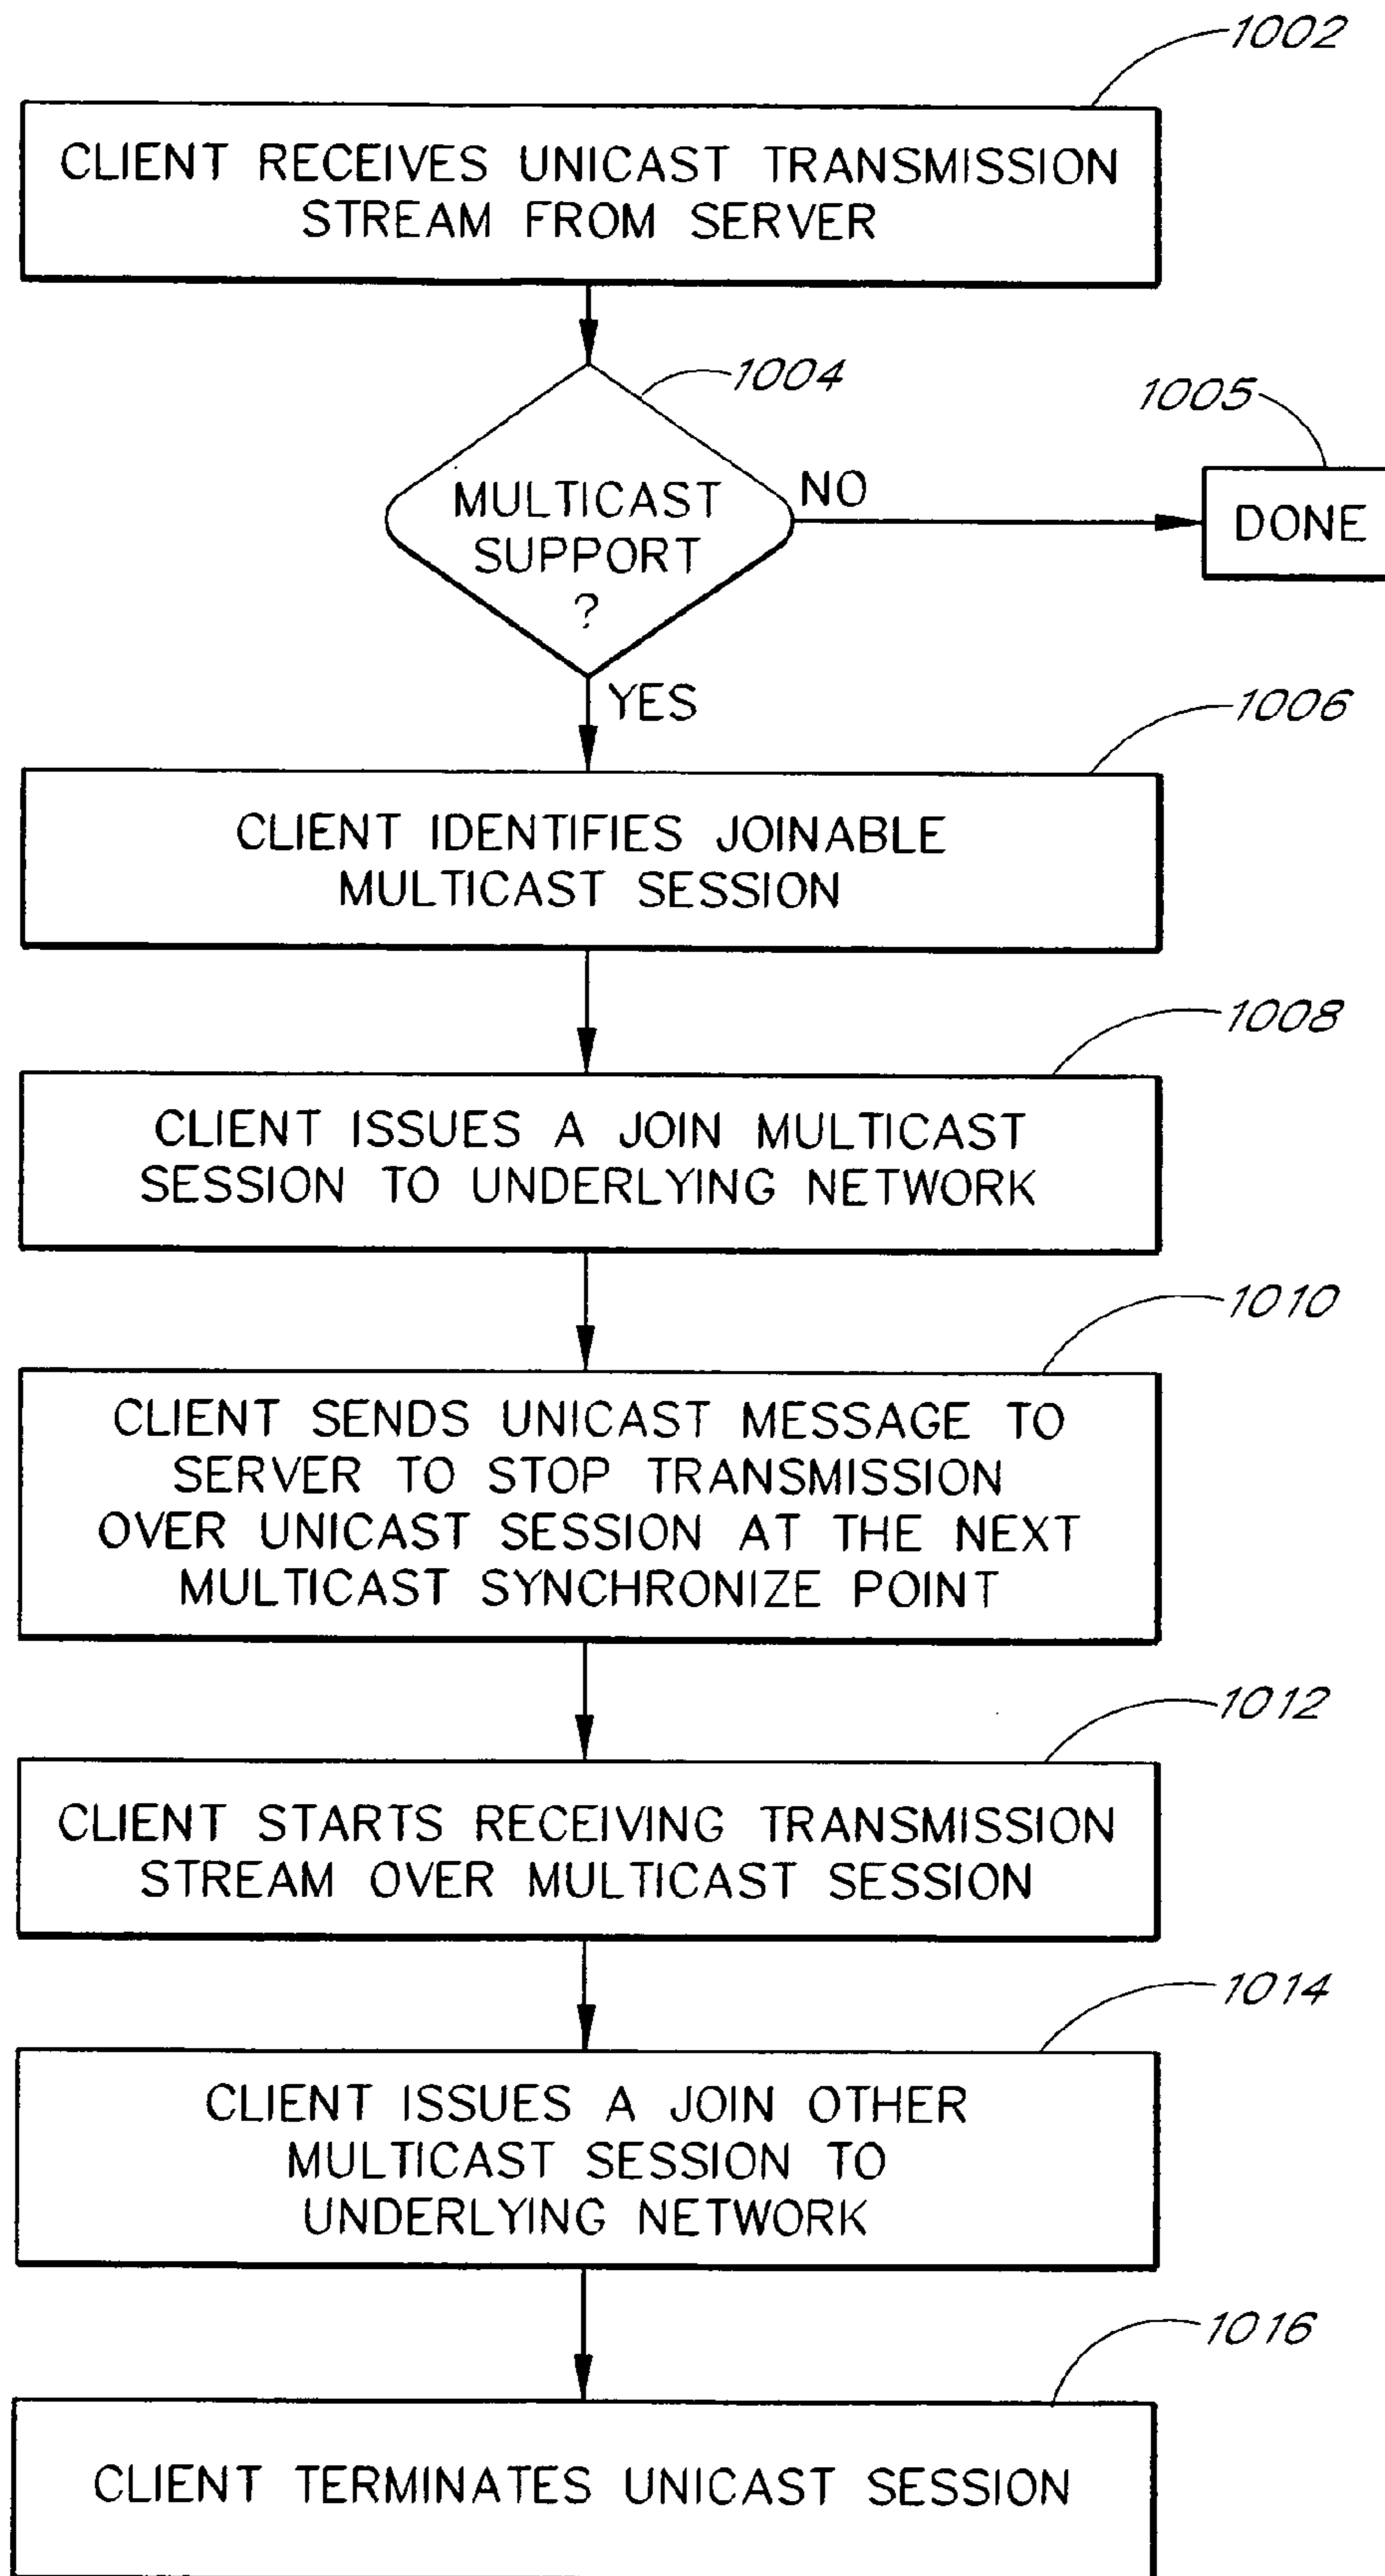 1002
CLIENT RECEIVES UNICAST TRANSMISSION
STREAM FROM SERVER
1004
1005
MULTICAST
SUPPORT
?
NO
DONE
YES
1006
CLIENT IDENTIFIES JOINABLE
MULTICAST SESSION
1008
CLIENT ISSUES A JOIN MULTICAST
SESSION TO UNDERLYING NETWORK
1010
CLIENT SENDS UNICAST MESSAGE TO
SERVER TO STOP TRANSMISSION
OVER UNICAST SESSION AT THE NEXT
MULTICAST SYNCHRONIZE POINT
1012
CLIENT STARTS RECEIVING TRANSMISSION
STREAM OVER MULTICAST SESSION
1014
CLIENT ISSUES A JOIN OTHER
MULTICAST SESSION TO
UNDERLYING NETWORK
1016
CLIENT TERMINATES UNICAST SESSION